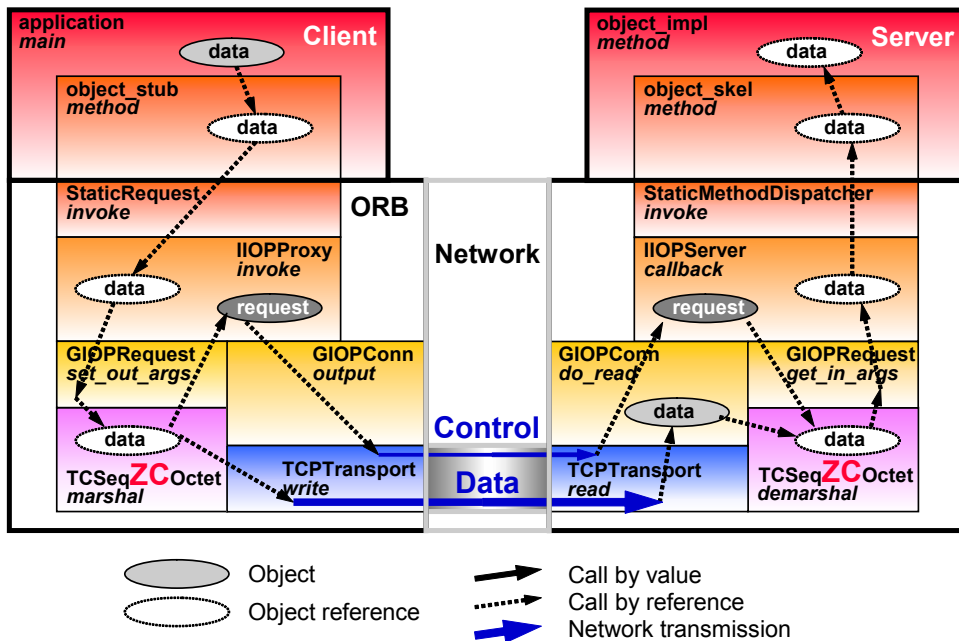 application
main
Client
data
object_stub
method
data
StaticRequest
invoke
ORB
IIOPProxy
invoke
data
request
GIOPRequest
set_out_args
GIOPConn
output
data
TCSeqZCOctet
marshal
TCPTransport
write
Network
Control
Data
object_impl
method
Server
data
object_skel
method
data
StaticMethodDispatcher
invoke
IIOPServer
callback
data
request
GIOPConn
do_read
GIOPRequest
get_in_args
data
data
TCPTransport
read
TCSeqZCOctet
demarshal
Object
Object reference
Call by value
Call by reference
Network transmission